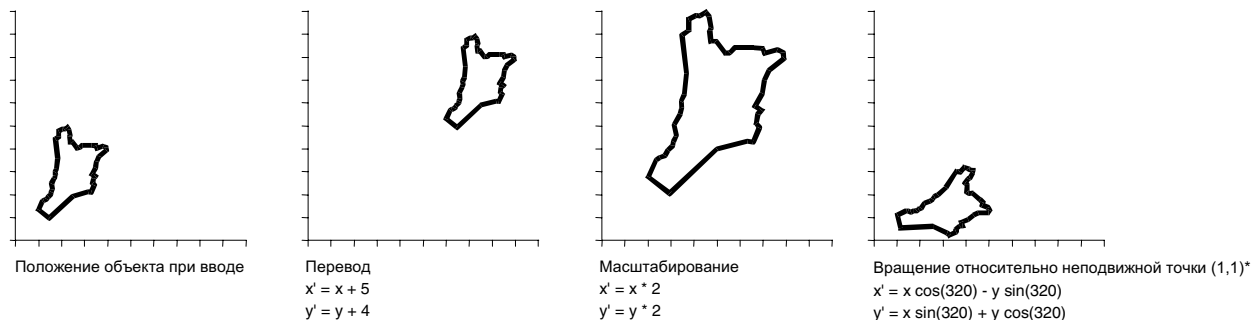 Положение объекта при вводе
Перевод
x' = x + 5
y' = y + 4
Масштабирование
x' = x * 2
y' = y * 2
Вращение относительно неподвижной точки (1,1)*
x' = x cos(320) - y sin(320)
y' = x sin(320) + y cos(320)